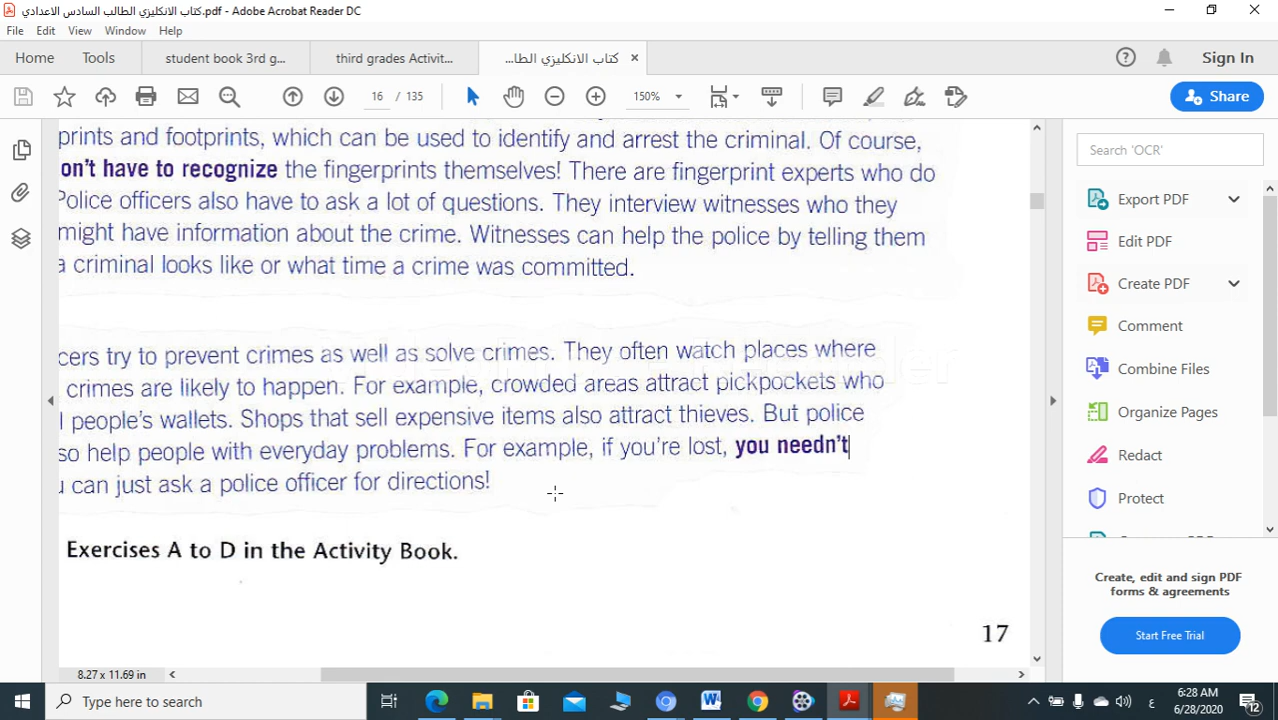 كتاب الانكليزي الطالب السادس الاعدادي.pdf - Adobe Acrobat Reader DC
File Edit View Window Help
Home Tools student book 3rd g... third grades Activit... كتاب الانكليزي الطا... Sign In
16 / 135 150% Share
prints and footprints, which can be used to identify and arrest the criminal. Of course,
on't have to recognize the fingerprints themselves! There are fingerprint experts who do
Police officers also have to ask a lot of questions. They interview witnesses who they
might have information about the crime. Witnesses can help the police by telling them
a criminal looks like or what time a crime was committed.
cers try to prevent crimes as well as solve crimes. They often watch places where
crimes are likely to happen. For example, crowded areas attract pickpockets who
l people's wallets. Shops that sell expensive items also attract thieves. But police
so help people with everyday problems. For example, if you're lost, you needn't
u can just ask a police officer for directions!
Exercises A to D in the Activity Book.
17
8.27 x 11.69 in
Search 'OCR'
Export PDF
Edit PDF
Create PDF
Comment
Combine Files
Organize Pages
Redact
Protect
Create, edit and sign PDF
forms & agreements
Start Free Trial
Type here to search
ع 6:28 AM
6/28/2020
12